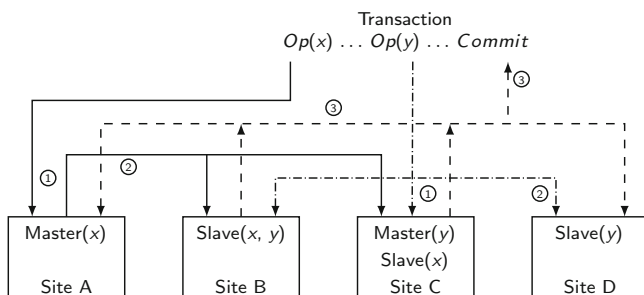 Transaction
Op(x) ... Op(y) ... Commit
③
③
① ② ① ②
Master(x) Slave(x, y) Master(y) Slave(y)
Slave(x)
Site A Site B Site C Site D